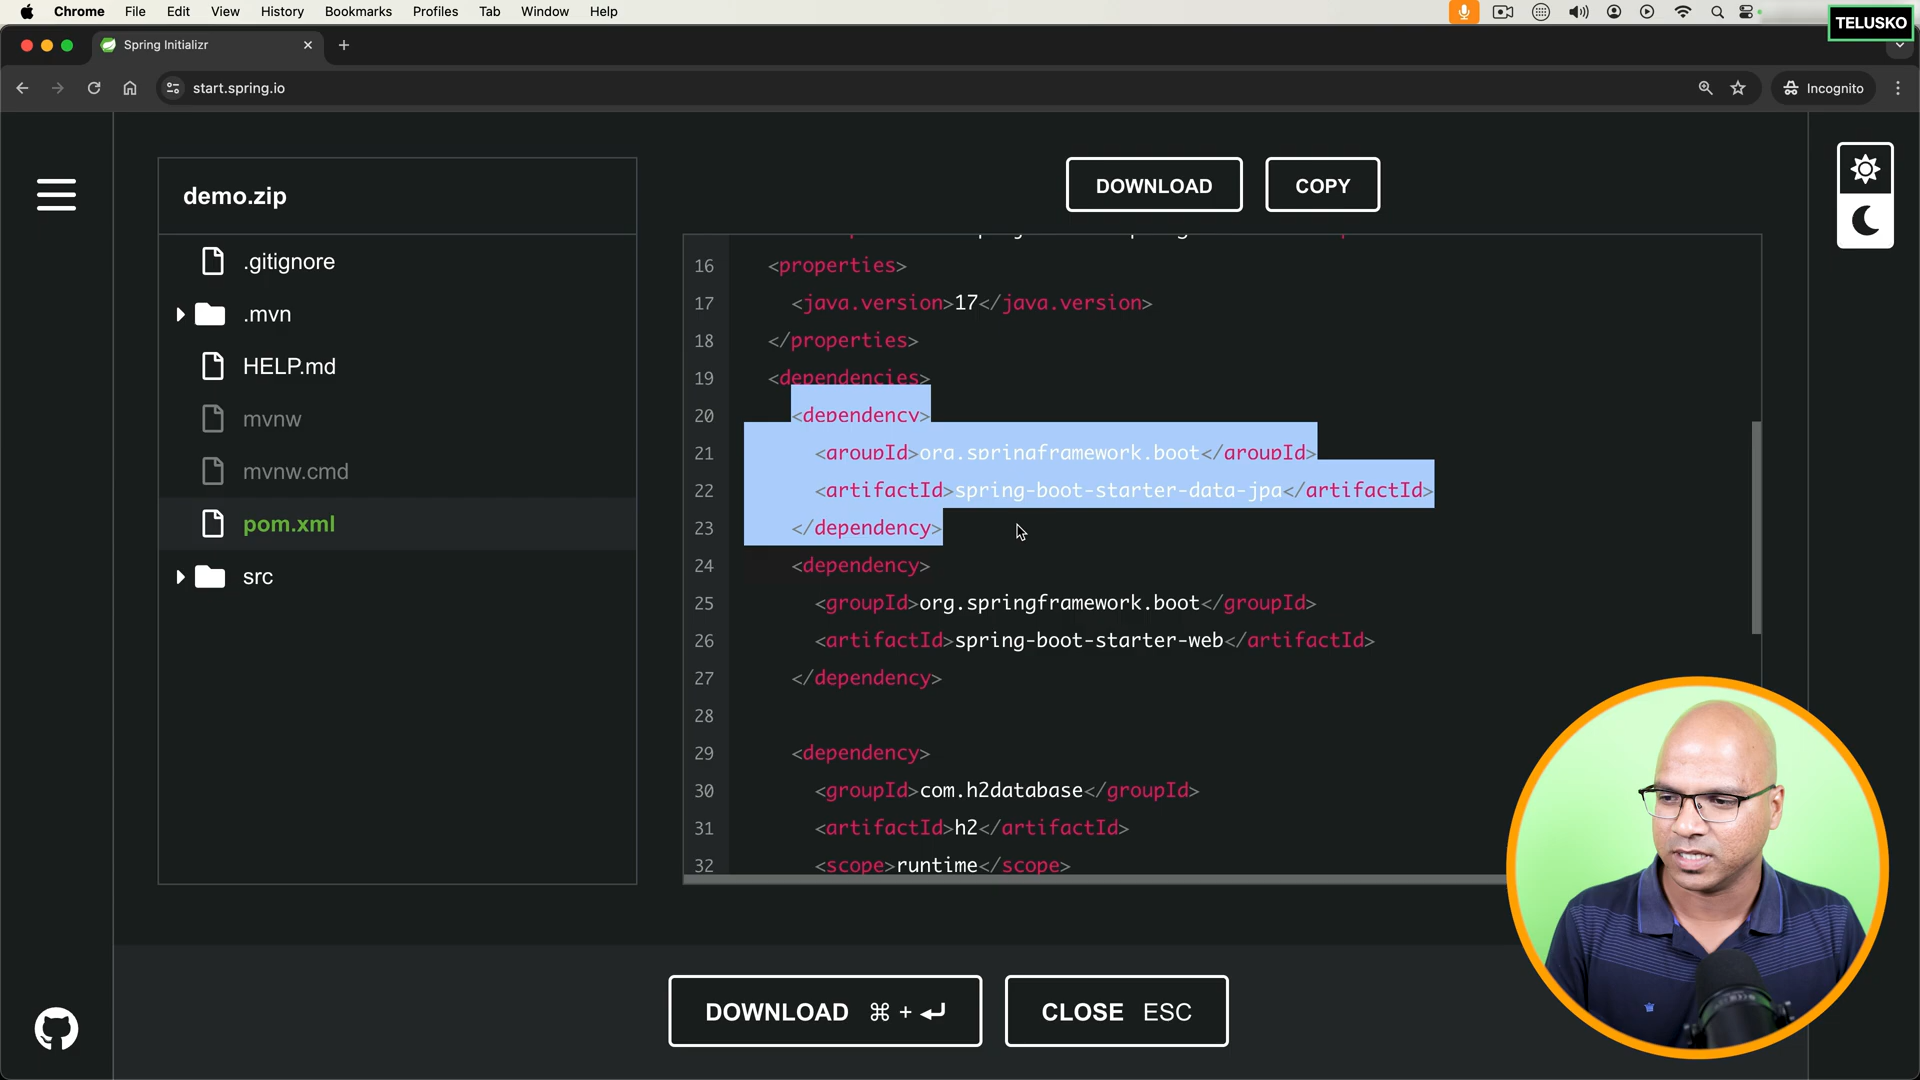 Chrome File Edit View History Bookmarks Profiles Tab Window Help
TELUSKO
Spring Initializr
start.spring.io
Incognito
demo.zip
DOWNLOAD COPY
.gitignore
.mvn
HELP.md
mvnw
mvnw.cmd
pom.xml
src
16 <properties>
17 <java.version>17</java.version>
18 </properties>
19 <dependencies>
20 <dependency>
21 <groupId>org.springframework.boot</groupId>
22 <artifactId>spring-boot-starter-data-jpa</artifactId>
23 </dependency>
24 <dependency>
25 <groupId>org.springframework.boot</groupId>
26 <artifactId>spring-boot-starter-web</artifactId>
27 </dependency>
28
29 <dependency>
30 <groupId>com.h2database</groupId>
31 <artifactId>h2</artifactId>
32 <scope>runtime</scope>
DOWNLOAD ⌘ + ↵
CLOSE ESC